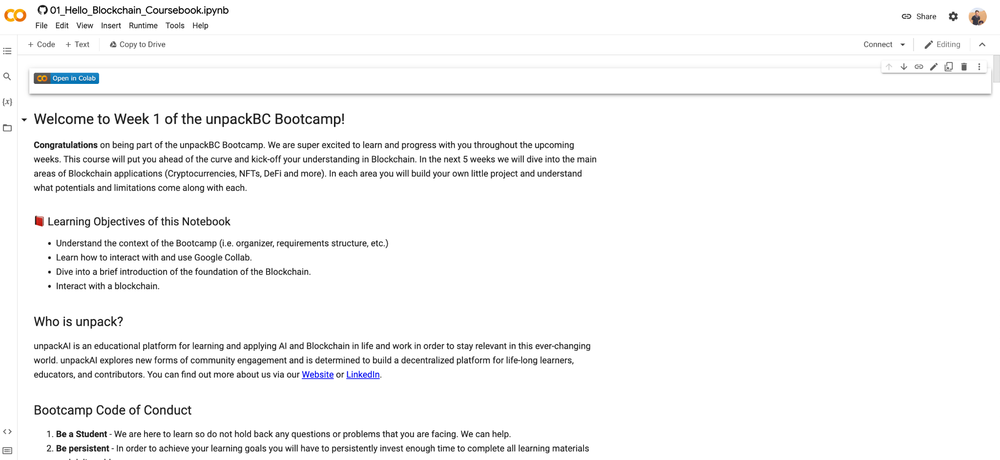 01_Hello_Blockchain_Coursebook.ipynb
File Edit View Insert Runtime Tools Help
Share
+ Code + Text Copy to Drive
Connect Editing
Open in Colab
{x}
Welcome to Week 1 of the unpackBC Bootcamp!
Congratulations on being part of the unpackBC Bootcamp. We are super excited to learn and progress with you throughout the upcoming
weeks. This course will put you ahead of the curve and kick-off your understanding in Blockchain. In the next 5 weeks we will dive into the main
areas of Blockchain applications (Cryptocurrencies, NFTs, DeFi and more). In each area you will build your own little project and understand
what potentials and limitations come along with each.
Learning Objectives of this Notebook
• Understand the context of the Bootcamp (i.e. organizer, requirements structure, etc.)
• Learn how to interact with and use Google Collab.
• Dive into a brief introduction of the foundation of the Blockchain.
• Interact with a blockchain.
Who is unpack?
unpackAI is an educational platform for learning and applying AI and Blockchain in life and work in order to stay relevant in this ever-changing
world. unpackAI explores new forms of community engagement and is determined to build a decentralized platform for life-long learners,
educators, and contributors. You can find out more about us via our Website or LinkedIn.
Bootcamp Code of Conduct
1. Be a Student - We are here to learn so do not hold back any questions or problems that you are facing. We can help.
2. Be persistent - In order to achieve your learning goals you will have to persistently invest enough time to complete all learning materials